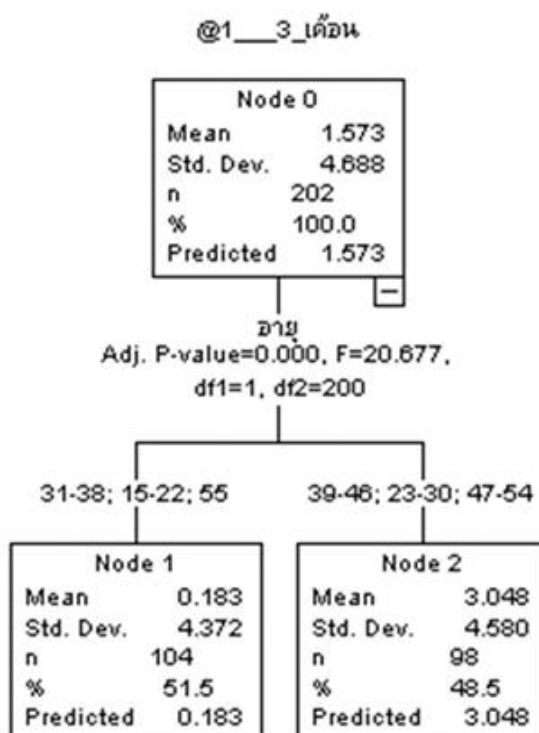 @1___3_เดือน
Node 0
Mean 1.573
Std. Dev. 4.688
n 202
% 100.0
Predicted 1.573
อายุ
Adj. P-value=0.000, F=20.677,
df1=1, df2=200
31-38; 15-22; 55
39-46; 23-30; 47-54
Node 1
Mean 0.183
Std. Dev. 4.372
n 104
% 51.5
Predicted 0.183
Node 2
Mean 3.048
Std. Dev. 4.580
n 98
% 48.5
Predicted 3.048